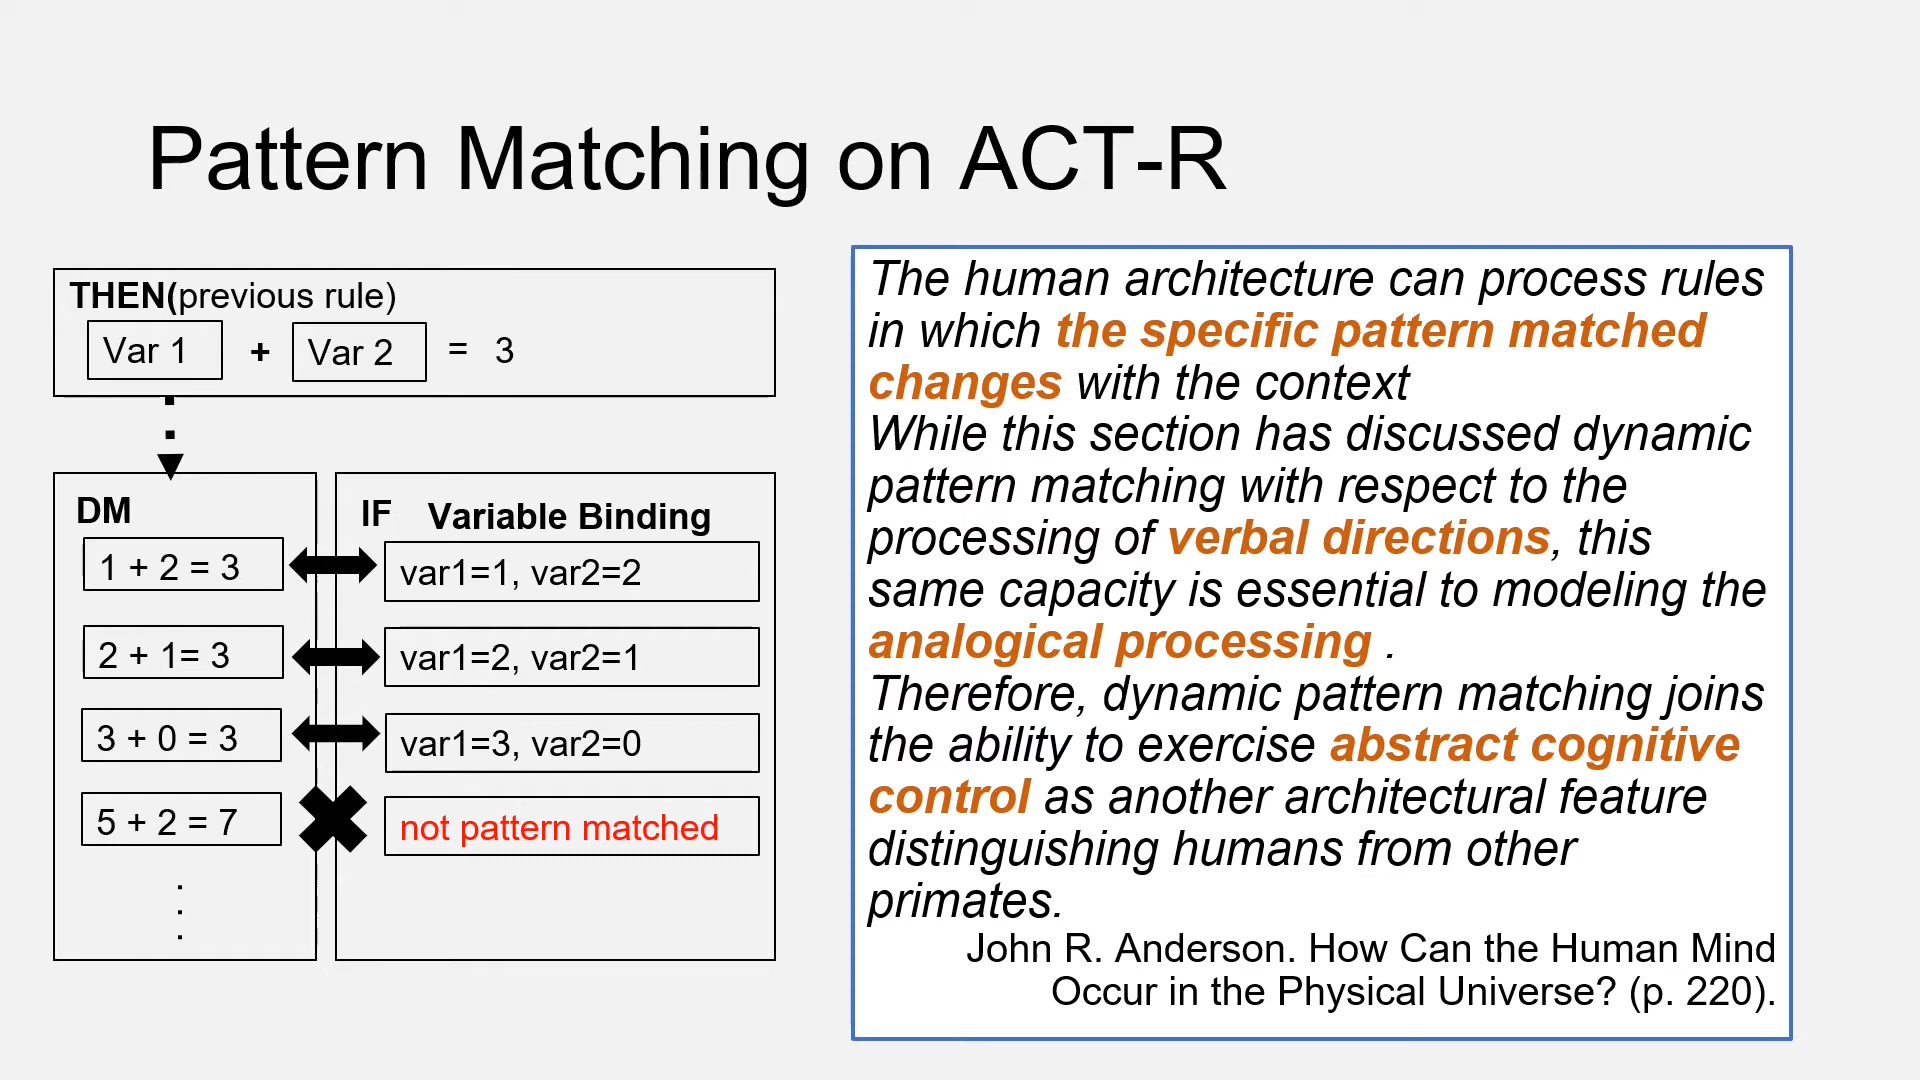 Pattern Matching on ACT-R
THEN(previous rule)
Var 1 + Var 2 = 3
DM
1 + 2 = 3
2 + 1= 3
3 + 0 = 3
5 + 2 = 7
.
.
.
IF Variable Binding
var1=1, var2=2
var1=2, var2=1
var1=3, var2=0
not pattern matched
The human architecture can process rules
in which the specific pattern matched
changes with the context
While this section has discussed dynamic
pattern matching with respect to the
processing of verbal directions, this
same capacity is essential to modeling the
analogical processing .
Therefore, dynamic pattern matching joins
the ability to exercise abstract cognitive
control as another architectural feature
distinguishing humans from other
primates.
John R. Anderson. How Can the Human Mind
Occur in the Physical Universe? (p. 220).